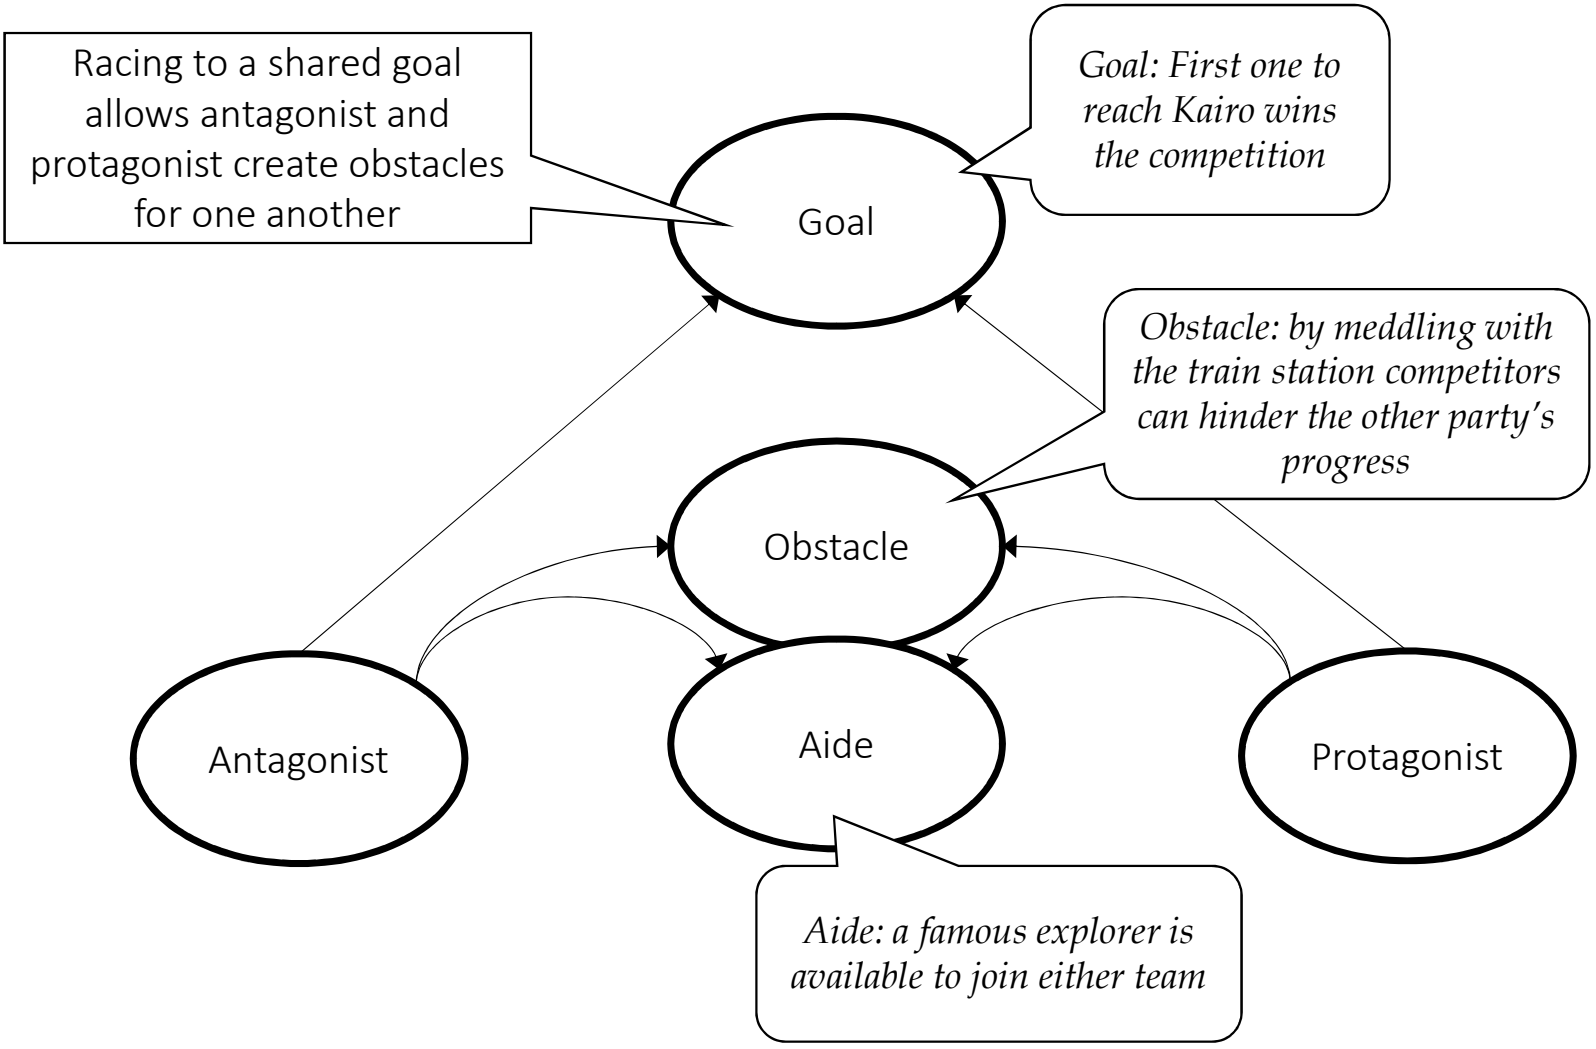 Racing to a shared goal
allows antagonist and
protagonist create obstacles
for one another
Goal: First one to
reach Kairo wins
the competition
Goal
Obstacle: by meddling with
the train station competitors
can hinder the other party’s
progress
Obstacle
Antagonist
Aide
Protagonist
Aide: a famous explorer is
available to join either team